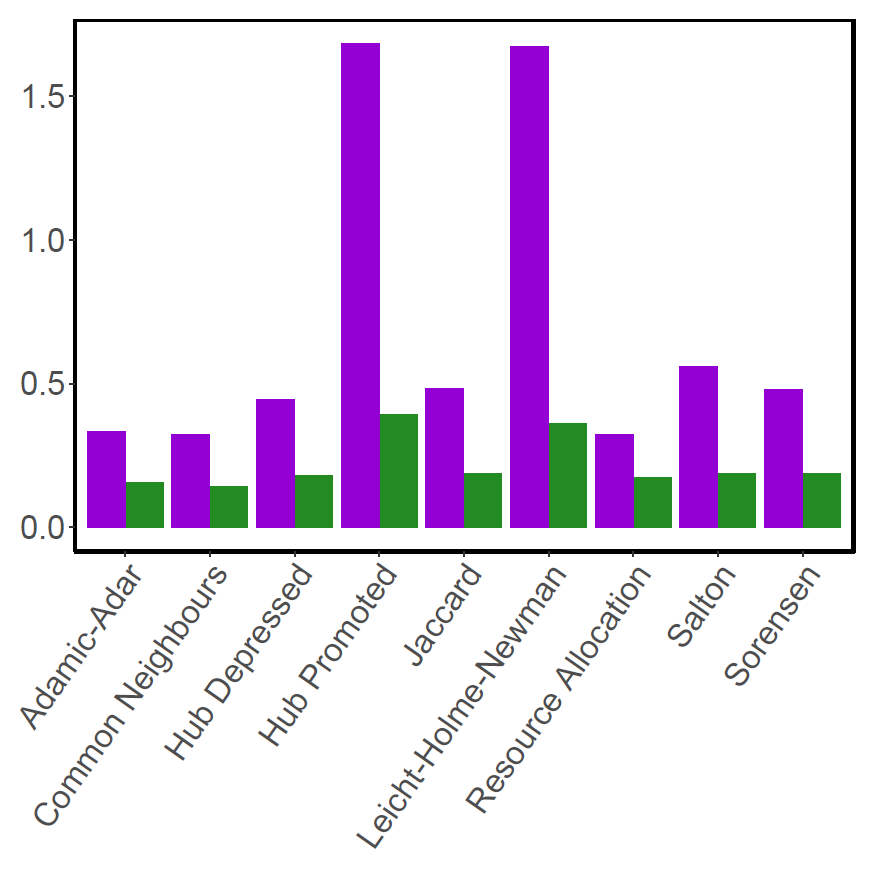 1.5
1.0
0.5
0.0
Adamic-Adar
Common Neighbours
Hub Depressed
Hub Promoted
Jaccard
Leicht-Holme-Newman
Resource Allocation
Salton
Sorensen